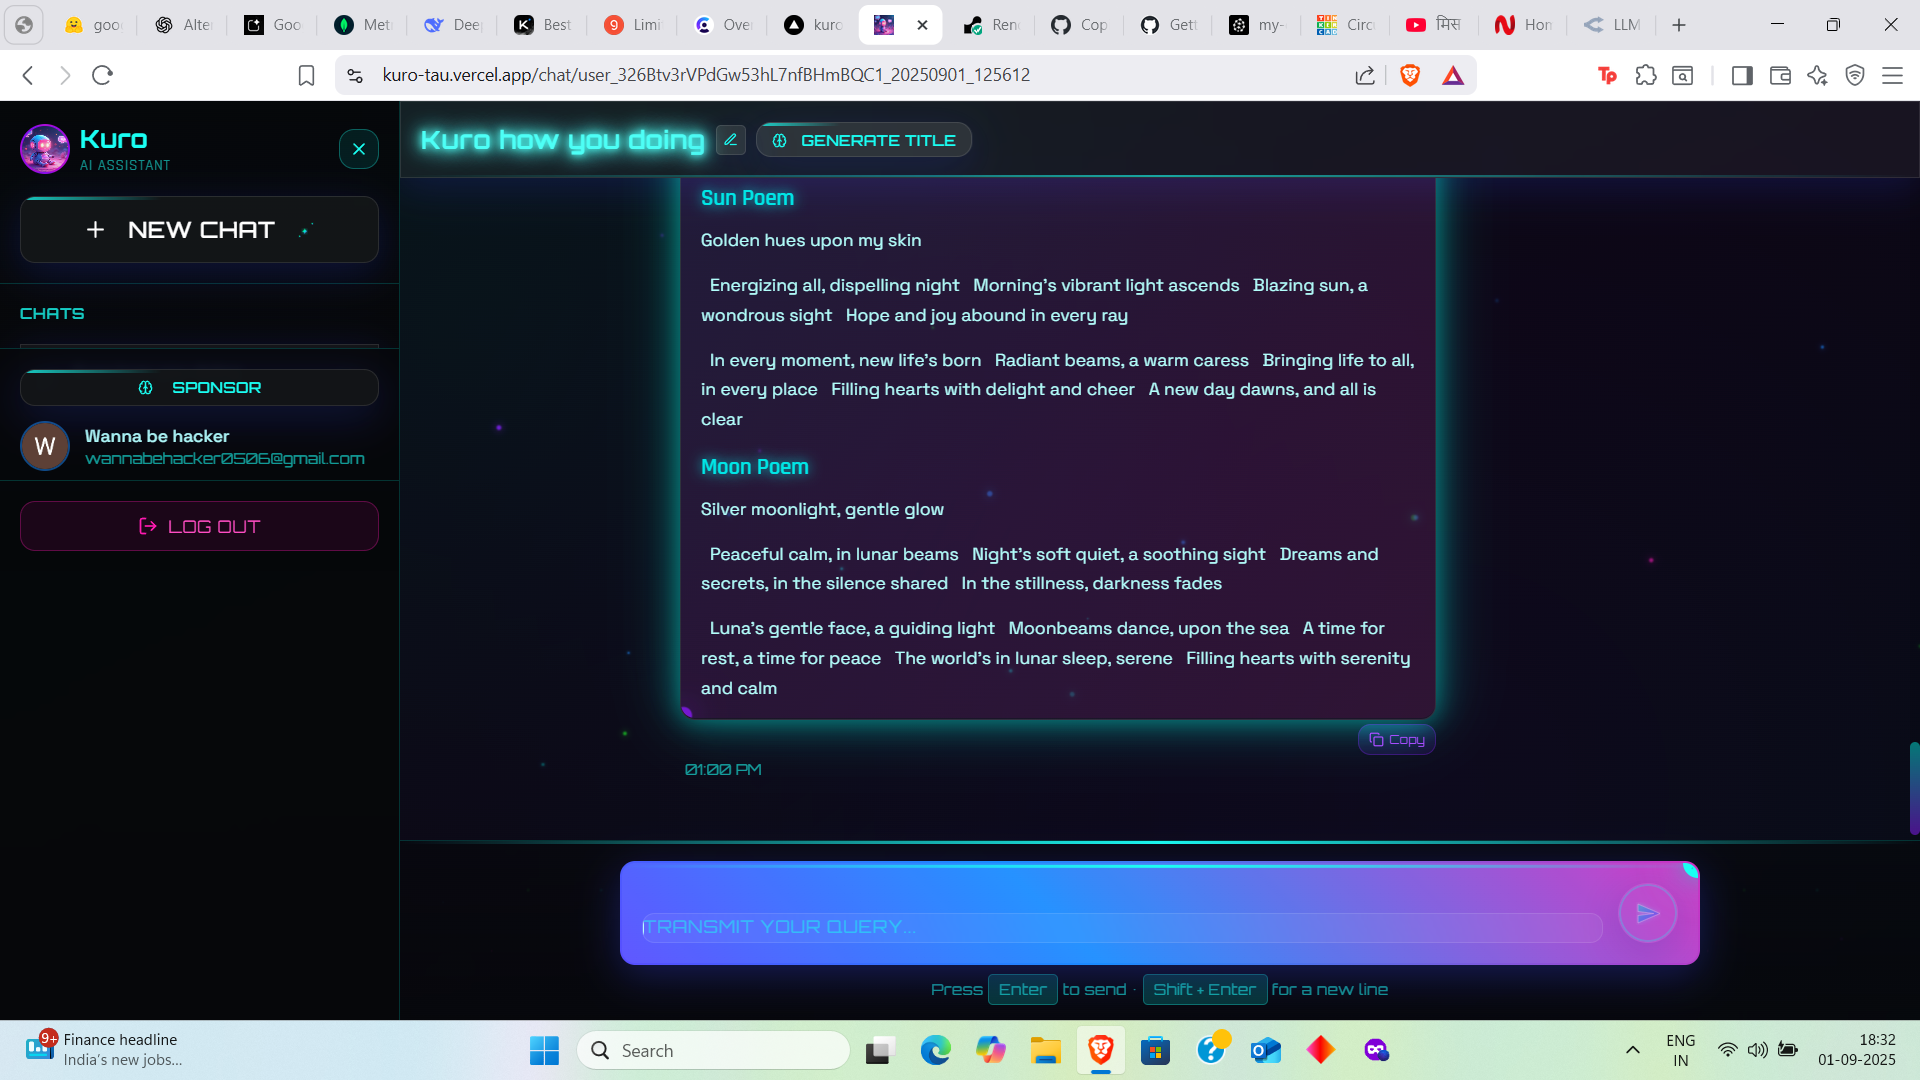 goo
Alte
Goo
Met
Dee
Best
Limi
Over
kuro
Ren
Cop
Gett
my-
Circ
मिस
Hon
LLM
kuro-tau.vercel.app/chat/user_326Btv3rVPdGw53hL7nfBHmBQC1_20250901_125612
Kuro
AI ASSISTANT
NEW CHAT
CHATS
SPONSOR
W
Wanna be hacker
wannabehacker0506@gmail.com
LOG OUT
Kuro how you doing
GENERATE TITLE
Sun Poem
Golden hues upon my skin
Energizing all, dispelling night Morning's vibrant light ascends Blazing sun, a
wondrous sight Hope and joy abound in every ray
In every moment, new life's born Radiant beams, a warm caress Bringing life to all,
in every place Filling hearts with delight and cheer A new day dawns, and all is
clear
Moon Poem
Silver moonlight, gentle glow
Peaceful calm, in lunar beams Night's soft quiet, a soothing sight Dreams and
secrets, in the silence shared In the stillness, darkness fades
Luna's gentle face, a guiding light Moonbeams dance, upon the sea A time for
rest, a time for peace The world's in lunar sleep, serene Filling hearts with serenity
and calm
Copy
01:00 PM
TRANSMIT YOUR QUERY...
Press Enter to send · Shift + Enter for a new line
9+
Finance headline
India's new jobs...
Search
ENG
IN
18:32
01-09-2025